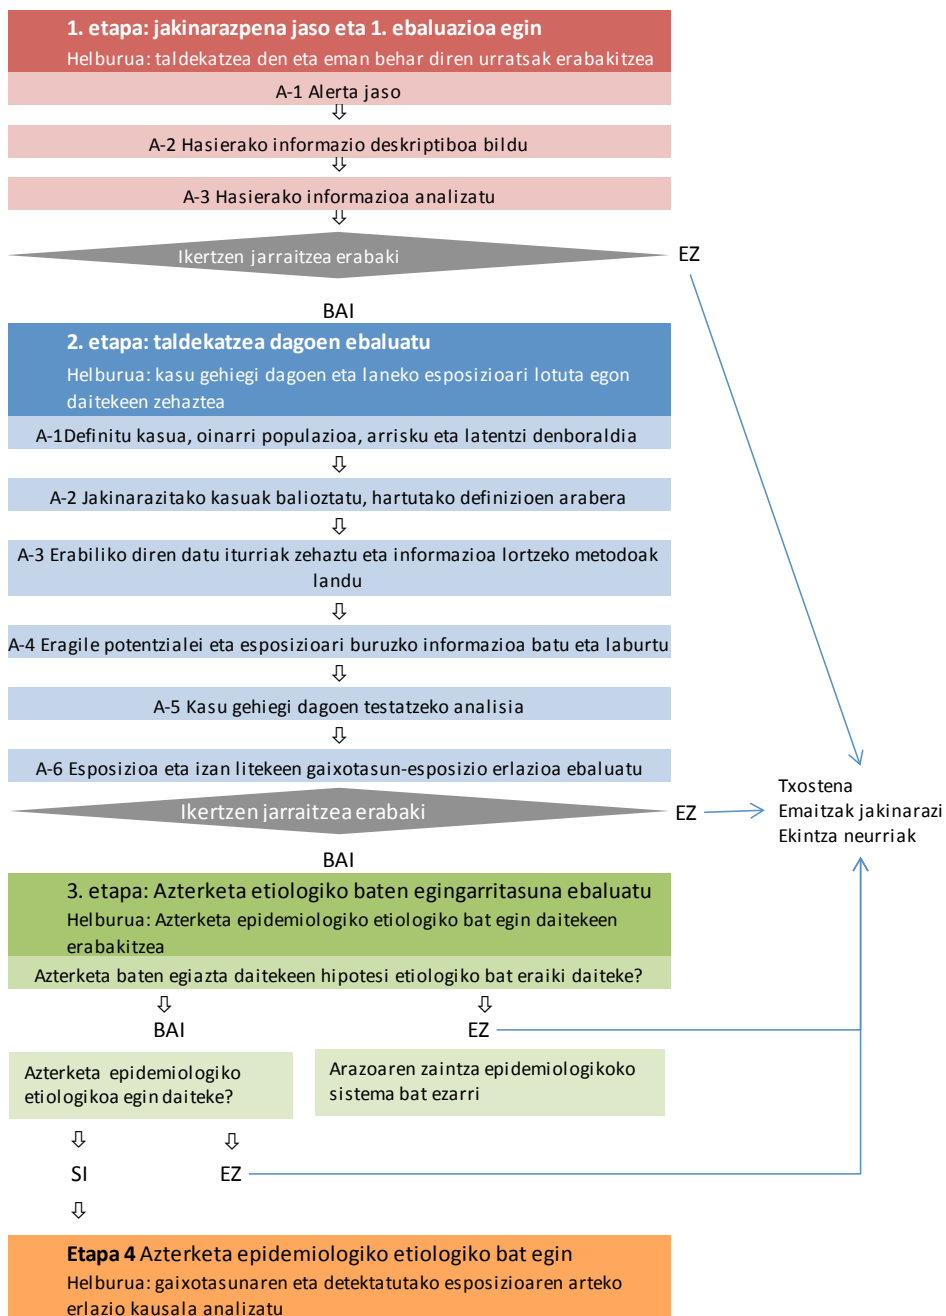 1. etapa: jakinarazpena jaso eta 1. ebaluazioa egin
Helburua: taldekatzea den eta eman behar diren urratsak erabakitzea
A-1 Alerta jaso
A-2 Hasierako informazio deskriptiboa bildu
A-3 Hasierako informazioa analizatu
Ikertzen jarraitzea erabaki
EZ
BAI
2. etapa: taldekatzea dagoen ebaluatu
Helburua: kasu gehiegi dagoen eta laneko esposizioari lotuta egon
daitekeen zehaztea
A-1Definitu kasua, oinarri populazioa, arrisku eta latentzi denboraldia
A-2 Jakinarazitako kasuak balioztatu, hartutako definizioen arabera
A-3 Erabiliko diren datu iturriak zehaztu eta informazioa lortzeko metodoak
landu
A-4 Eragile potentzialei eta esposizioari buruzko informazioa batu eta laburtu
A-5 Kasu gehiegi dagoen testatzeko analisia
A-6 Esposizioa eta izan litekeen gaixotasun-esposizio erlazioa ebaluatu
Ikertzen jarraitzea erabaki
EZ
Txostena
Emaitzak jakinarazi
Ekintza neurriak
BAI
3. etapa: Azterketa etiologiko baten egingarritasuna ebaluatu
Helburua: Azterketa epidemiologiko etiologiko bat egin daitekeen
erabakitzea
Azterketa baten egiazta daitekeen hipotesi etiologiko bat eraiki daiteke?
BAI
EZ
Azterketa epidemiologiko
etiologikoa egin daiteke?
Arazoaren zaintza epidemiologikoko
sistema bat ezarri
SI
EZ
Etapa 4 Azterketa epidemiologiko etiologiko bat egin
Helburua: gaixotasunaren eta detektatutako esposizioaren arteko
erlazio kausala analizatu